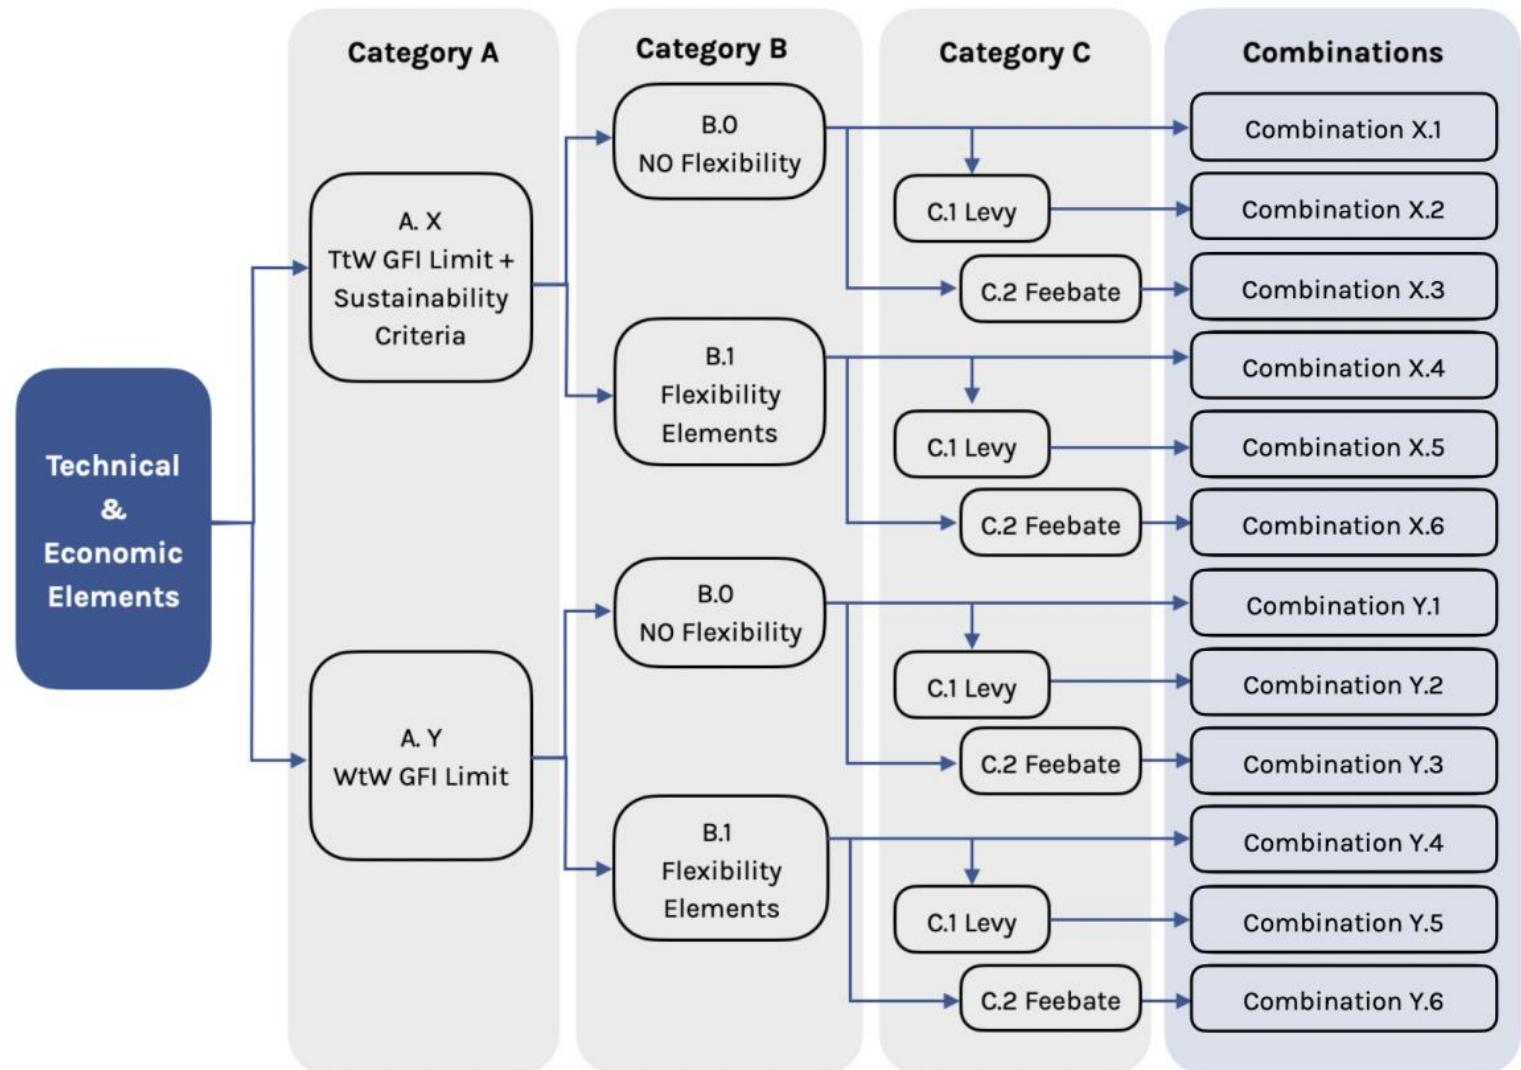 Category A
Category B
Category C
Combinations
Technical
&
Economic
Elements
A. X
TtW GFI Limit +
Sustainability
Criteria
B.0
NO Flexibility
C.1 Levy
C.2 Feebate
Combination X.1
Combination X.2
Combination X.3
B.1
Flexibility
Elements
C.1 Levy
C.2 Feebate
Combination X.4
Combination X.5
Combination X.6
A. Y
WtW GFI Limit
B.0
NO Flexibility
C.1 Levy
C.2 Feebate
Combination Y.1
Combination Y.2
Combination Y.3
B.1
Flexibility
Elements
C.1 Levy
C.2 Feebate
Combination Y.4
Combination Y.5
Combination Y.6